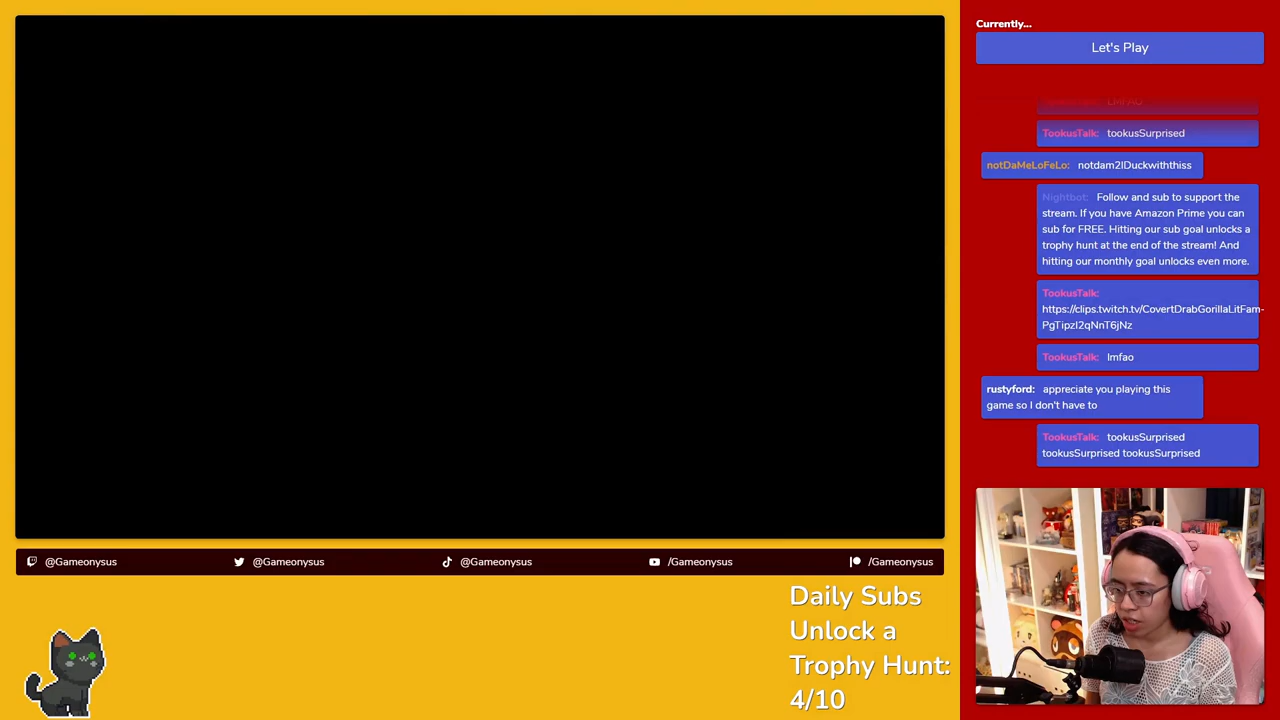 Currently...
Let's Play
TookusTalk: tookusSurprised
notDaMeLoFeLo: notdam2IDuckwiththiss
Nightbot: Follow and sub to support the
stream. If you have Amazon Prime you can
sub for FREE. Hitting our sub goal unlocks a
trophy hunt at the end of the stream! And
hitting our monthly goal unlocks even more.
TookusTalk:
https://clips.twitch.tv/CovertDrabGorillaLitFam-
PgTipzI2qNnT6jNz
TookusTalk: lmfao
rustyford: appreciate you playing this
game so I don't have to
TookusTalk: tookusSurprised
tookusSurprised tookusSurprised
@Gameonysus
@Gameonysus
@Gameonysus
/Gameonysus
/Gameonysus
Daily Subs
Unlock a
Trophy Hunt:
4/10